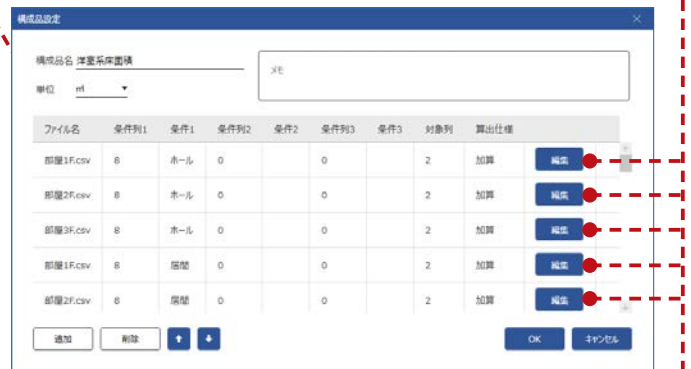 構成品設定
構成品名 洋室系床面積
メモ
単位 ㎡
ファイル名 条件列1 条件1 条件列2 条件2 条件列3 条件3 対象列 算出仕様
部屋1F.csv 8 ホール 0 0 2 加算 編集
部屋2F.csv 8 ホール 0 0 2 加算 編集
部屋3F.csv 8 ホール 0 0 2 加算 編集
部屋1F.csv 8 居間 0 0 2 加算 編集
部屋2F.csv 8 居間 0 0 2 加算 編集
追加 削除 OK キャンセル